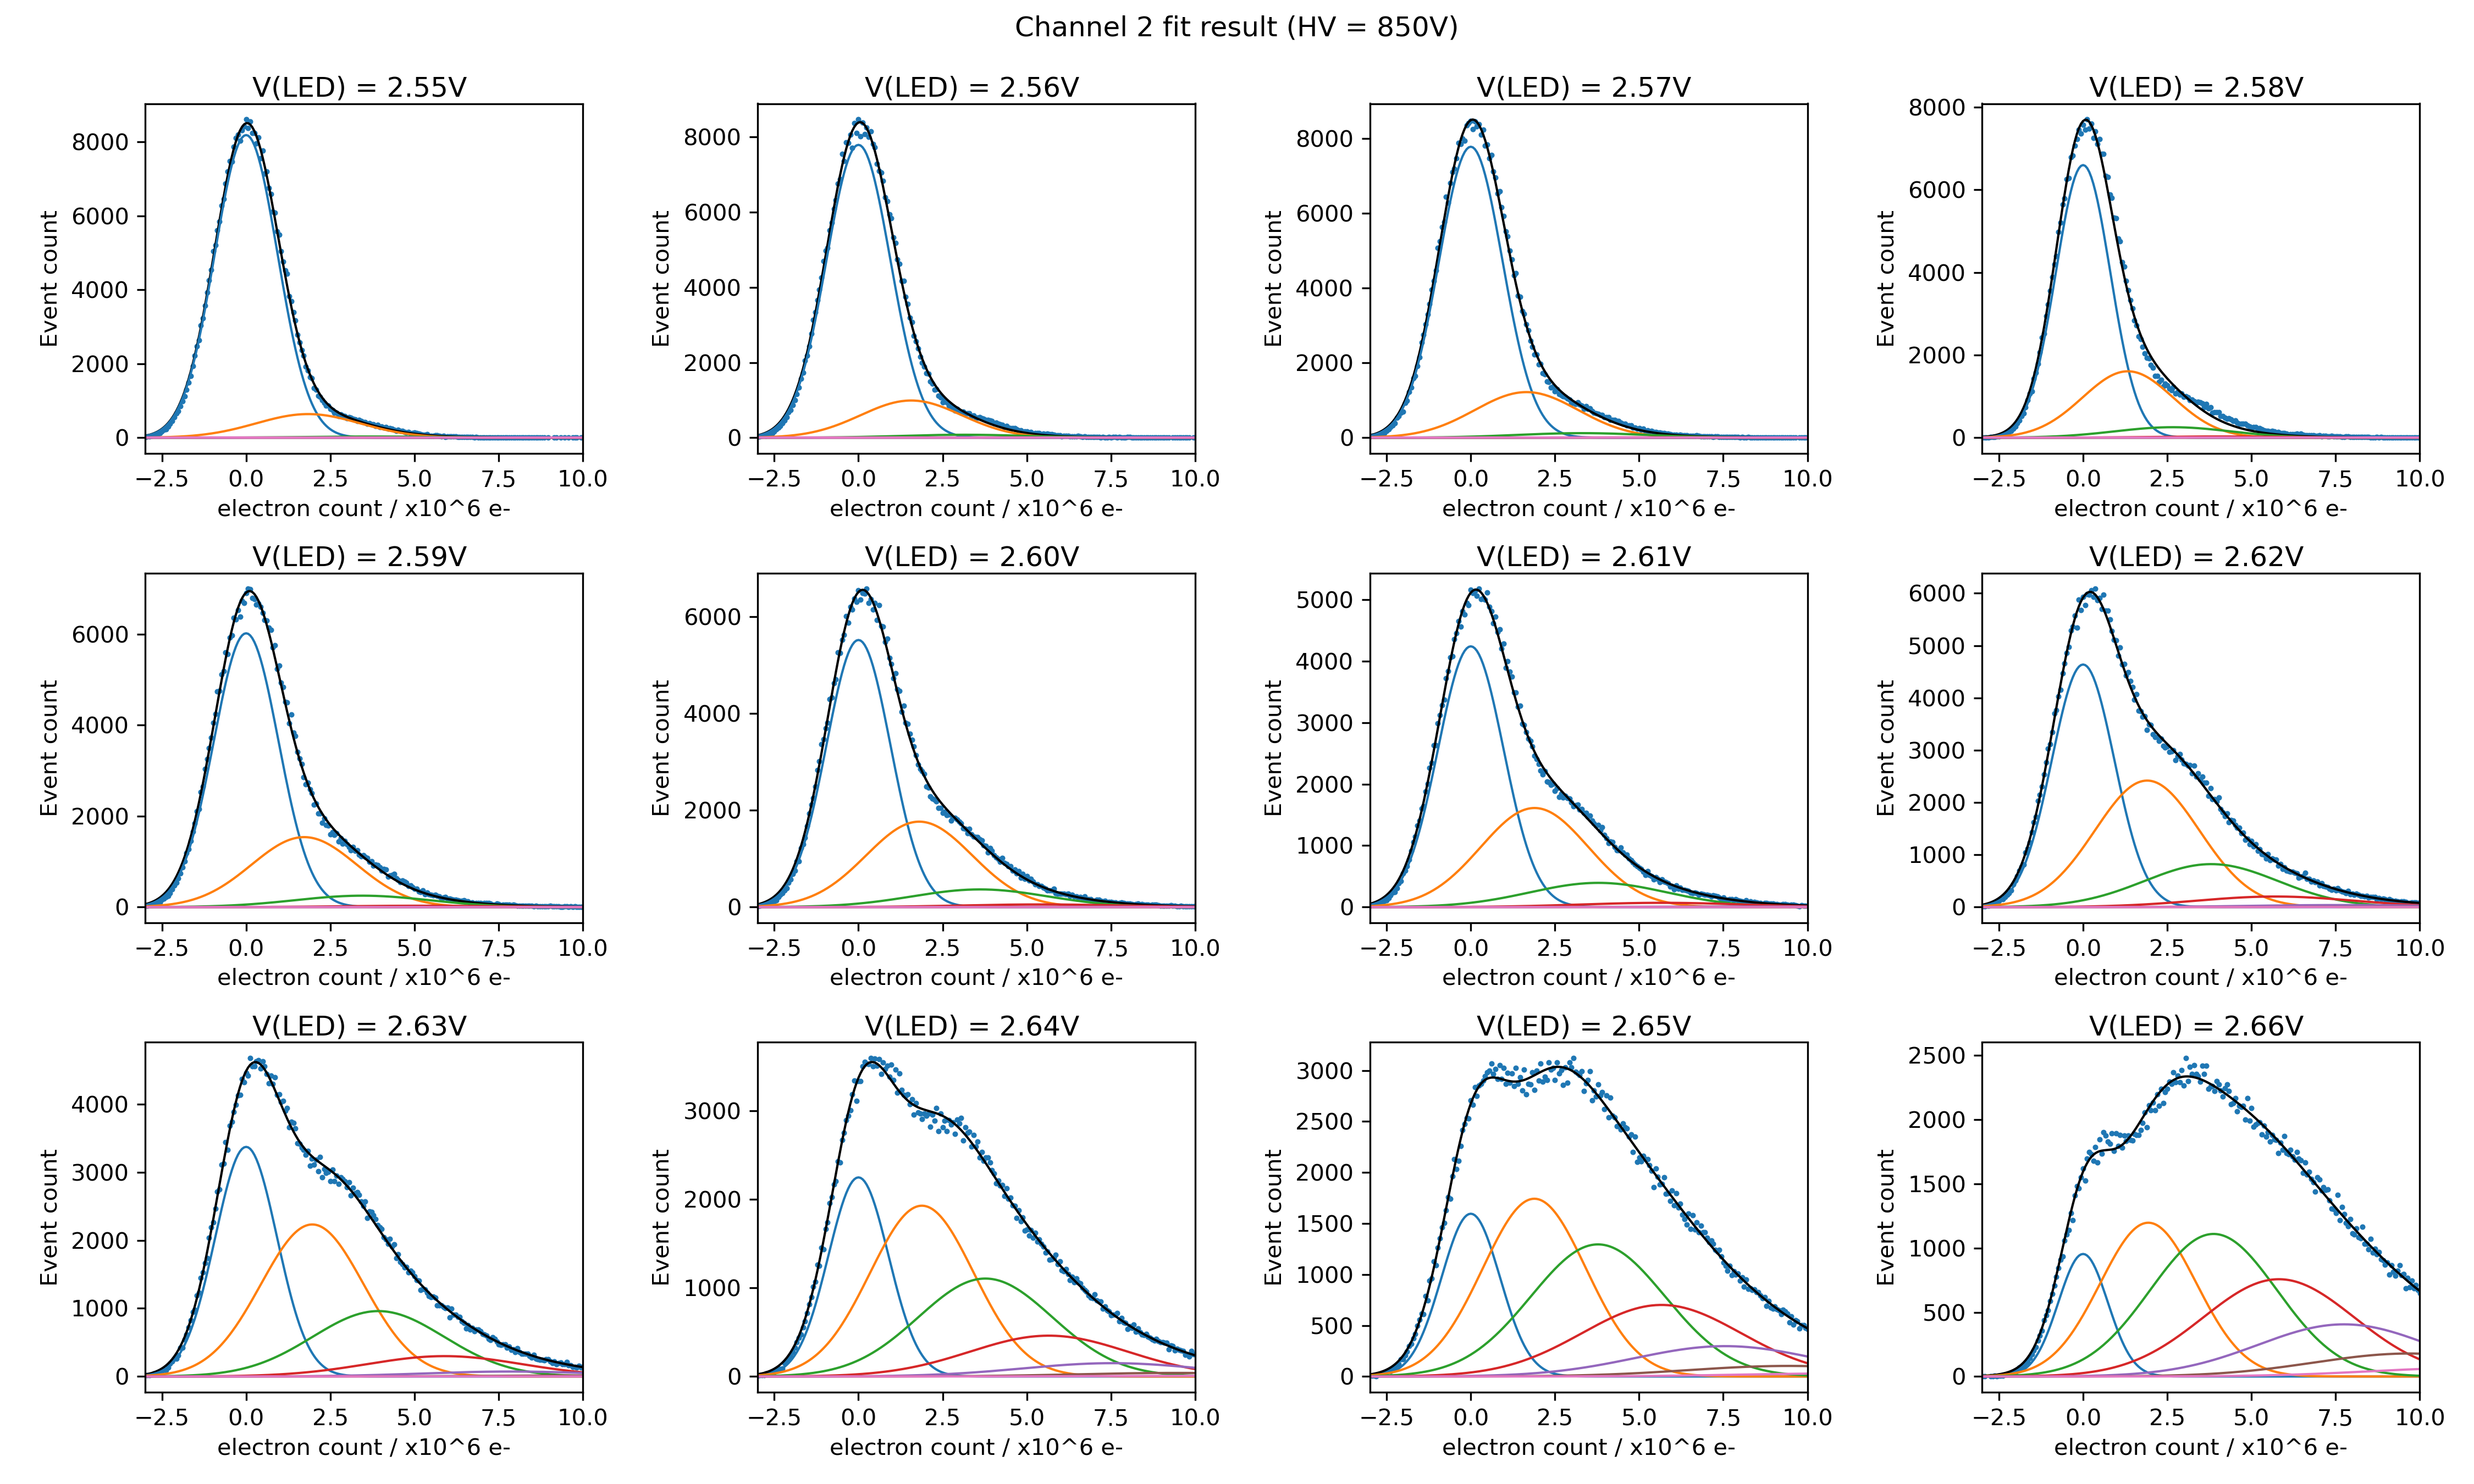 Channel 2 fit result (HV = 850V)
V(LED) = 2.55V
Event count
8000
6000
4000
2000
0
−2.5 0.0 2.5 5.0 7.5 10.0
electron count / x10^6 e-
V(LED) = 2.56V
Event count
8000
6000
4000
2000
0
−2.5 0.0 2.5 5.0 7.5 10.0
electron count / x10^6 e-
V(LED) = 2.57V
Event count
8000
6000
4000
2000
0
−2.5 0.0 2.5 5.0 7.5 10.0
electron count / x10^6 e-
V(LED) = 2.58V
Event count
8000
6000
4000
2000
0
−2.5 0.0 2.5 5.0 7.5 10.0
electron count / x10^6 e-
V(LED) = 2.59V
Event count
6000
4000
2000
0
−2.5 0.0 2.5 5.0 7.5 10.0
electron count / x10^6 e-
V(LED) = 2.60V
Event count
6000
4000
2000
0
−2.5 0.0 2.5 5.0 7.5 10.0
electron count / x10^6 e-
V(LED) = 2.61V
Event count
5000
4000
3000
2000
1000
0
−2.5 0.0 2.5 5.0 7.5 10.0
electron count / x10^6 e-
V(LED) = 2.62V
Event count
6000
5000
4000
3000
2000
1000
0
−2.5 0.0 2.5 5.0 7.5 10.0
electron count / x10^6 e-
V(LED) = 2.63V
Event count
4000
3000
2000
1000
0
−2.5 0.0 2.5 5.0 7.5 10.0
electron count / x10^6 e-
V(LED) = 2.64V
Event count
3000
2000
1000
0
−2.5 0.0 2.5 5.0 7.5 10.0
electron count / x10^6 e-
V(LED) = 2.65V
Event count
3000
2500
2000
1500
1000
500
0
−2.5 0.0 2.5 5.0 7.5 10.0
electron count / x10^6 e-
V(LED) = 2.66V
Event count
2500
2000
1500
1000
500
0
−2.5 0.0 2.5 5.0 7.5 10.0
electron count / x10^6 e-